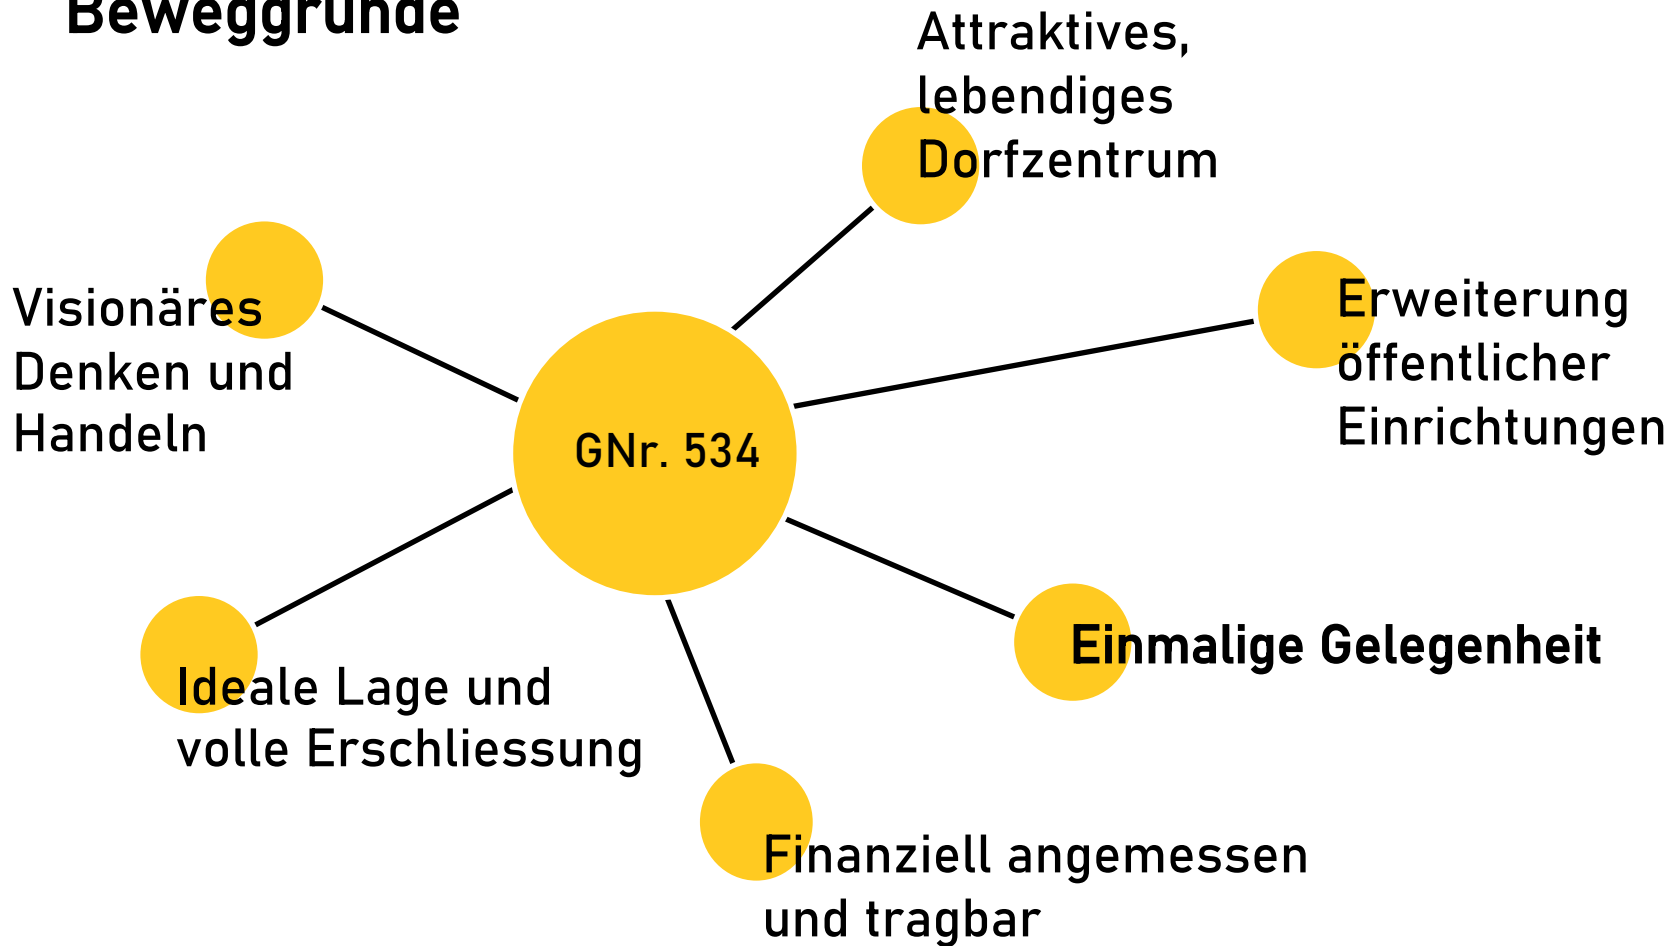 Beweggründe
Attraktives,
lebendiges
Dorfzentrum
Visionäres
Denken und
Handeln
Erweiterung
öffentlicher
Einrichtungen
GNr. 534
Einmalige Gelegenheit
Ideale Lage und
volle Erschliessung
Finanziell angemessen
und tragbar